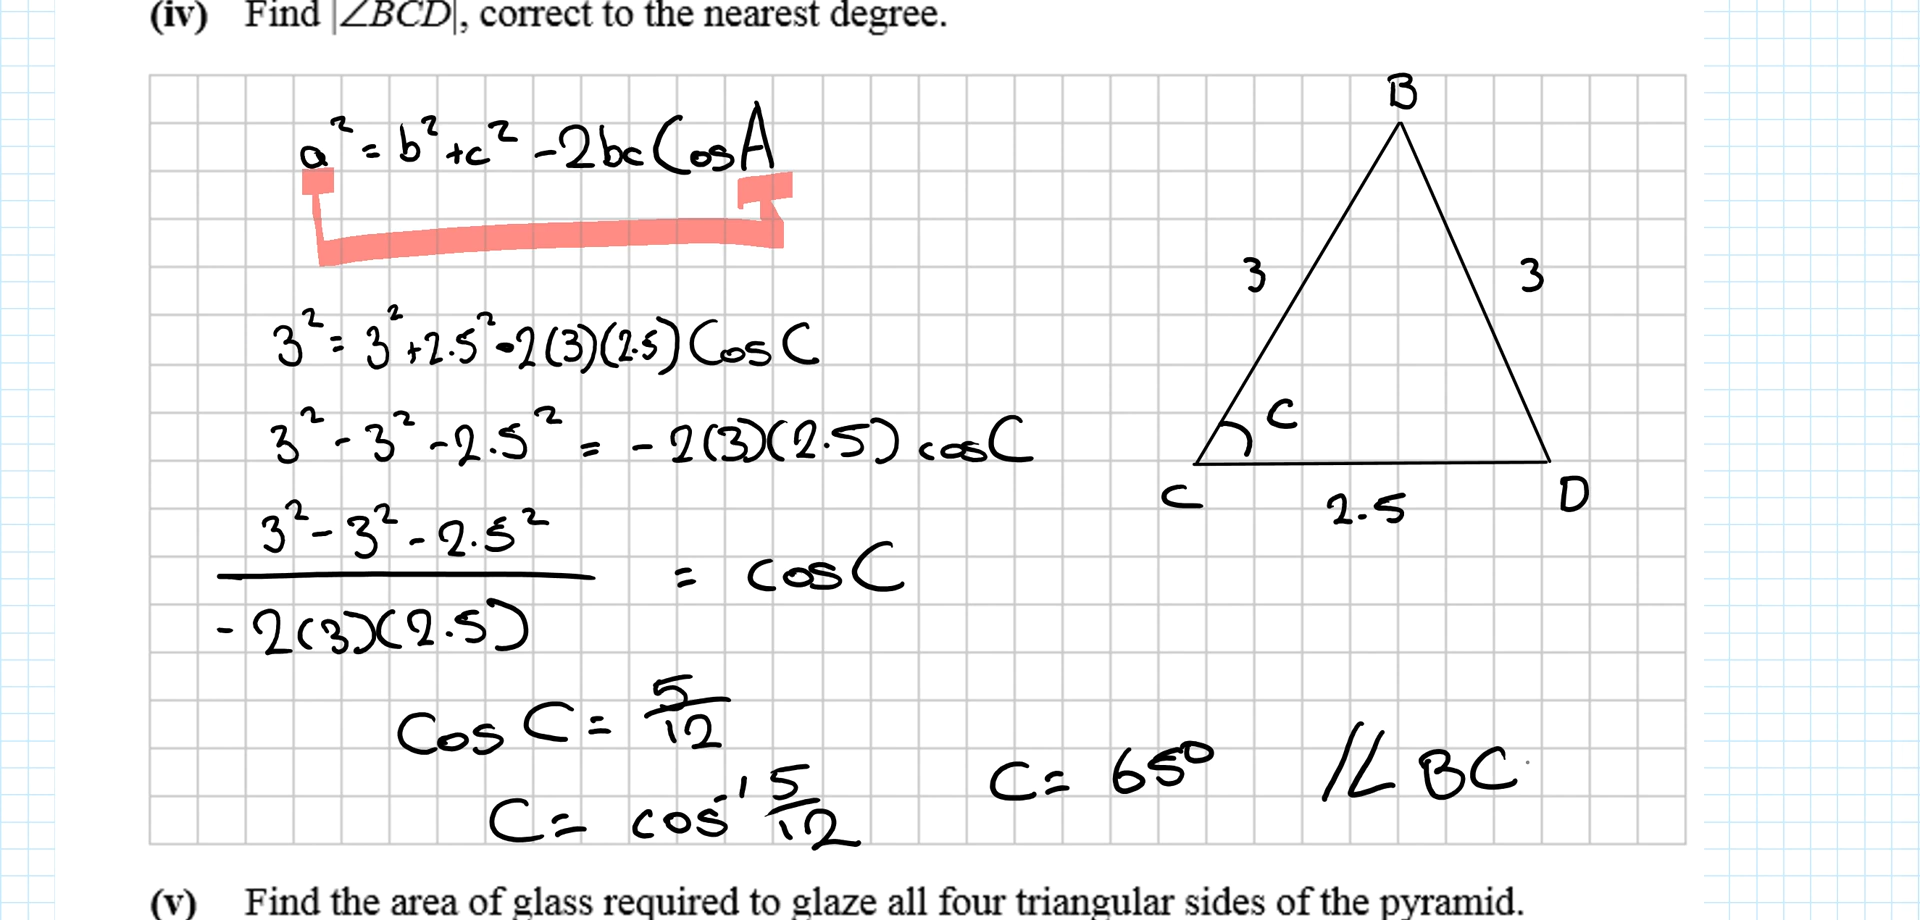 (iv) Find |∠BCD|, correct to the nearest degree.
a² = b² + c² - 2bc Cos A
3² = 3² + 2.5² - 2(3)(2.5) Cos C
3² - 3² - 2.5² = - 2(3)(2.5) cos C
3² - 3² - 2.5²
= cos C
- 2(3)(2.5)
Cos C = 5/12
C = cos⁻¹ 5/12
C = 65° |∠BC
B
3
3
C
C
2.5
D
(v) Find the area of glass required to glaze all four triangular sides of the pyramid.